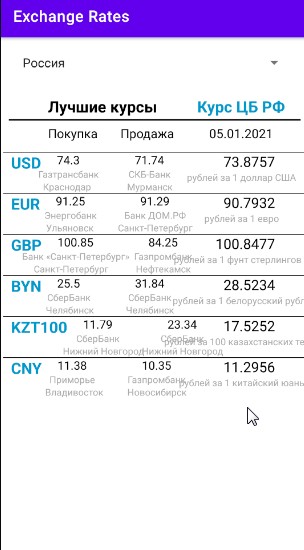 Exchange Rates
Россия
Лучшие курсы Курс ЦБ РФ
Покупка Продажа 05.01.2021
USD 74.3 71.74 73.8757
Газтрансбанк СКБ-Банк рублей за 1 доллар США
Краснодар Мурманск
EUR 91.25 91.29 90.7932
Энергобанк Банк ДОМ.РФ рублей за 1 евро
Ульяновск Санкт-Петербург
GBP 100.85 84.25 100.8477
Банк «Санкт-Петербург» Газпромбанк рублей за 1 фунт стерлингов
Санкт-Петербург Нефтекамск
BYN 25.5 31.84 28.5234
СберБанк СберБанк рублей за 1 белорусский рубл
Челябинск Челябинск
KZT100 11.79 23.34 17.5252
СберБанк СберБанк рублей за 100 казахстанских те
Нижний Новгород Нижний Новгород
CNY 11.38 10.35 11.2956
Приморье Газпромбанк рублей за 1 китайский юань
Владивосток Новосибирск